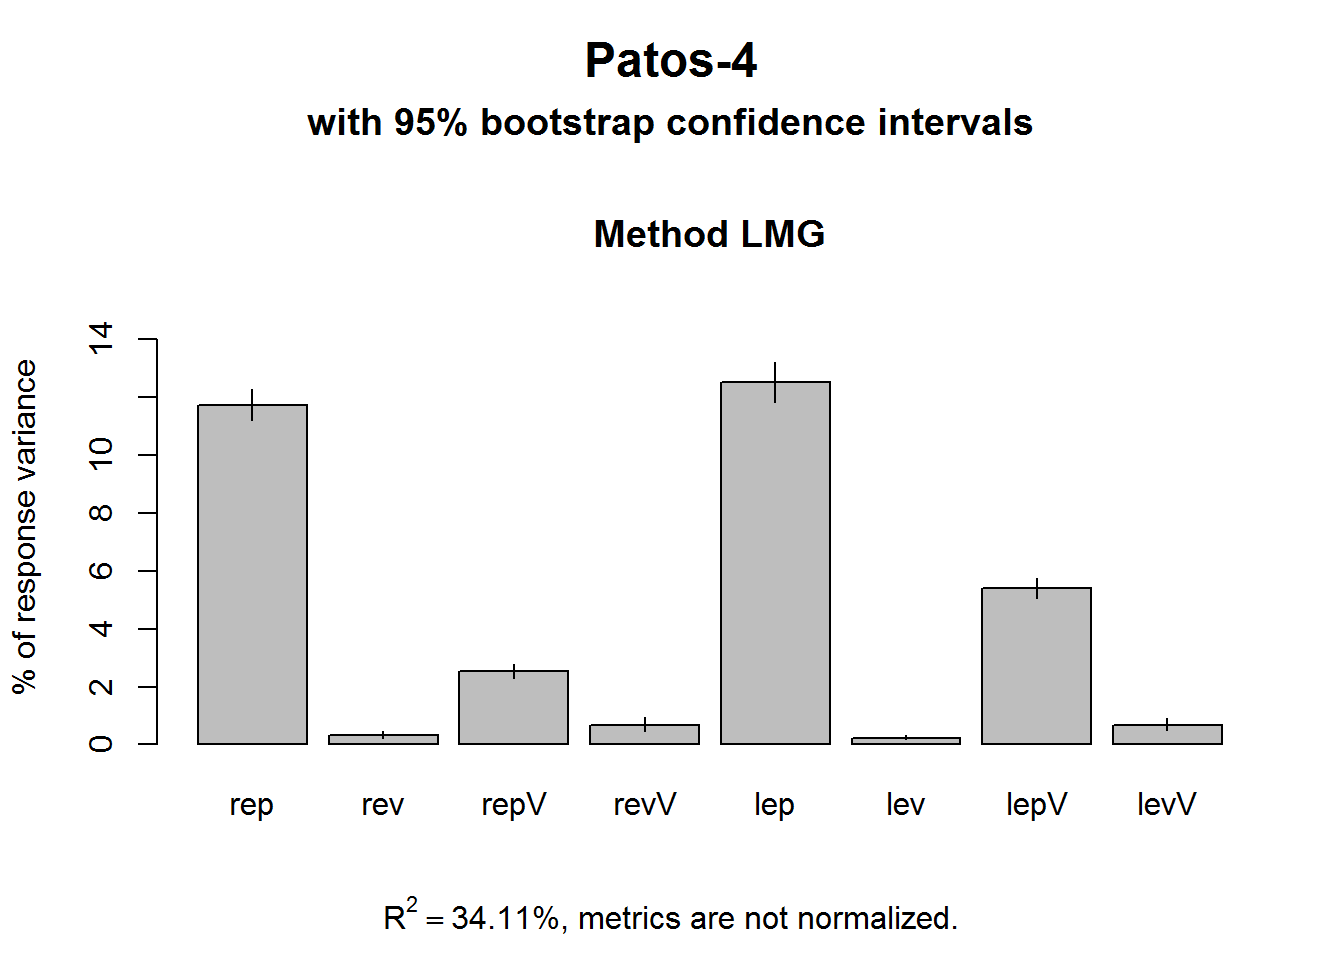 Patos-4
with 95% bootstrap confidence intervals
Method LMG
% of response variance
14
10
8
6
4
2
0
rep rev repV revV lep lev lepV levV
R² = 34.11%, metrics are not normalized.